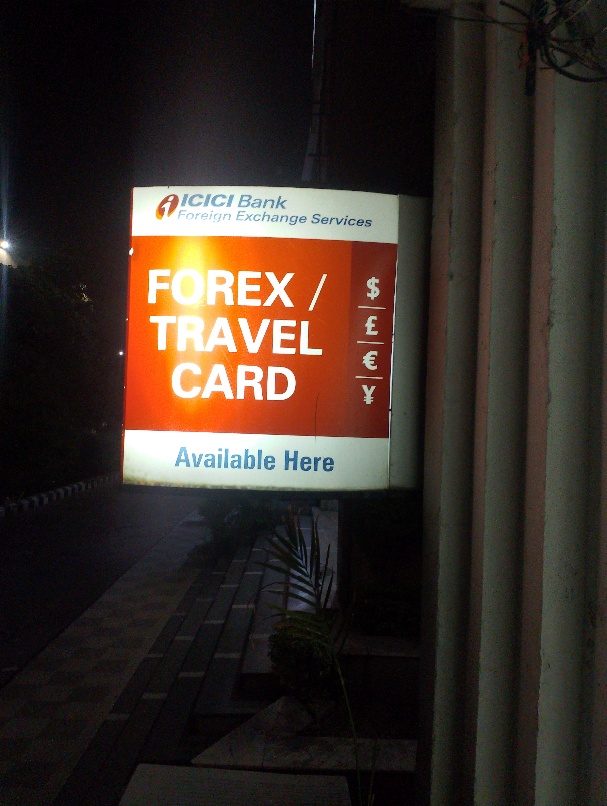 ICICI Bank
Foreign Exchange Services
FOREX /
TRAVEL
CARD
$
£
€
¥
Available Here